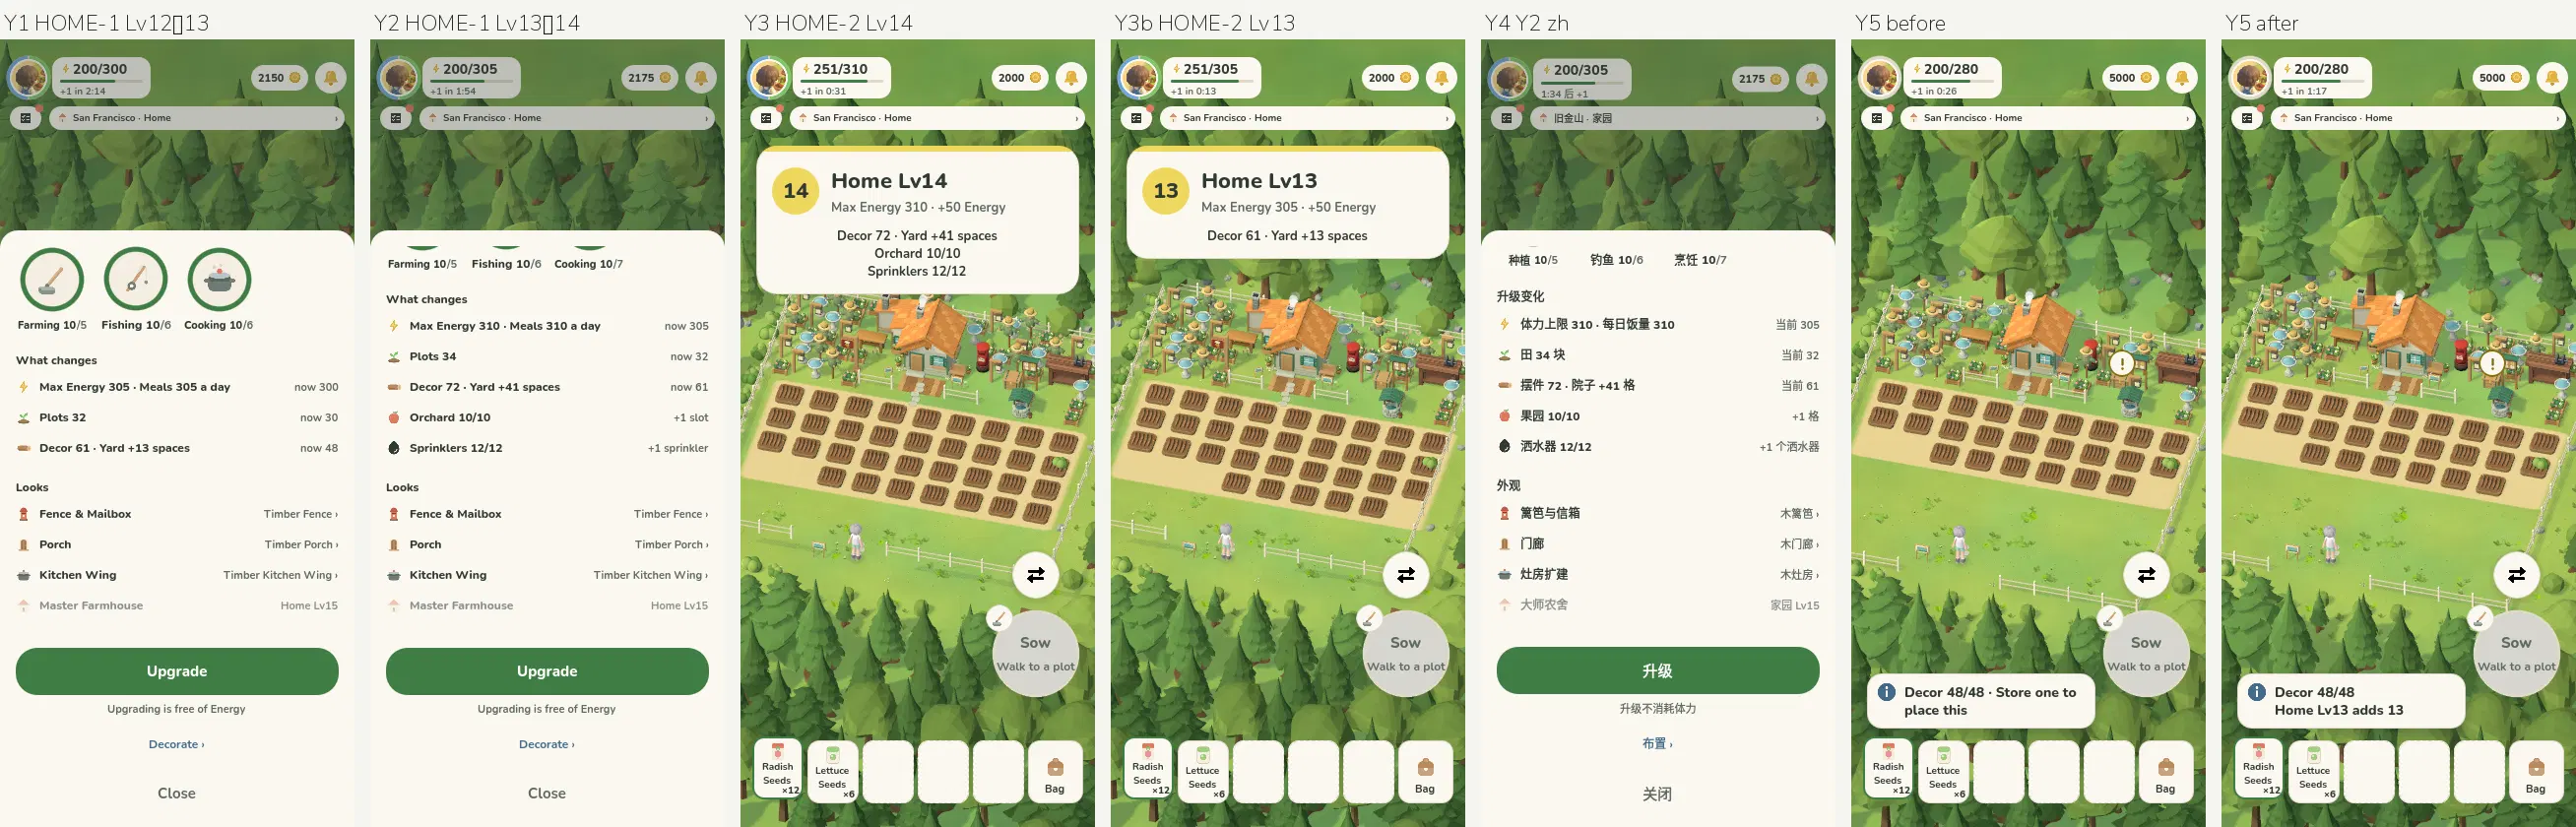 Y1 HOME-1 Lv12▯13
200/300
+1 in 2:14
2150
San Francisco · Home ›
Farming 10/5 Fishing 10/6 Cooking 10/6
What changes
Max Energy 305 · Meals 305 a day now 300
Plots 32 now 30
Decor 61 · Yard +13 spaces now 48
Looks
Fence & Mailbox Timber Fence ›
Porch Timber Porch ›
Kitchen Wing Timber Kitchen Wing ›
Master Farmhouse Home Lv15
Upgrade
Upgrading is free of Energy
Decorate ›
Close
Y2 HOME-1 Lv13▯14
200/305
+1 in 1:54
2175
San Francisco · Home ›
Farming 10/5 Fishing 10/6 Cooking 10/7
What changes
Max Energy 310 · Meals 310 a day now 305
Plots 34 now 32
Decor 72 · Yard +41 spaces now 61
Orchard 10/10 +1 slot
Sprinklers 12/12 +1 sprinkler
Looks
Fence & Mailbox Timber Fence ›
Porch Timber Porch ›
Kitchen Wing Timber Kitchen Wing ›
Master Farmhouse Home Lv15
Upgrade
Upgrading is free of Energy
Decorate ›
Close
Y3 HOME-2 Lv14
251/310
+1 in 0:31
2000
San Francisco · Home ›
14 Home Lv14
Max Energy 310 · +50 Energy
Decor 72 · Yard +41 spaces
Orchard 10/10
Sprinklers 12/12
Sow
Walk to a plot
Radish Seeds ×12
Lettuce Seeds ×6
Bag
Y3b HOME-2 Lv13
251/305
+1 in 0:13
2000
San Francisco · Home ›
13 Home Lv13
Max Energy 305 · +50 Energy
Decor 61 · Yard +13 spaces
Sow
Walk to a plot
Radish Seeds ×12
Lettuce Seeds ×6
Bag
Y4 Y2 zh
200/305
1:34 后 +1
2175
旧金山 · 家园 ›
种植 10/5 钓鱼 10/6 烹饪 10/7
升级变化
体力上限 310 · 每日饭量 310 当前 305
田 34 块 当前 32
摆件 72 · 院子 +41 格 当前 61
果园 10/10 +1 格
洒水器 12/12 +1 个洒水器
外观
篱笆与信箱 木篱笆 ›
门廊 木门廊 ›
灶房扩建 木灶房 ›
大师农舍 家园 Lv15
升级
升级不消耗体力
布置 ›
关闭
Y5 before
200/280
+1 in 0:26
5000
San Francisco · Home ›
!
Sow
Walk to a plot
Decor 48/48 · Store one to
place this
Radish Seeds ×12
Lettuce Seeds ×6
Bag
Y5 after
200/280
+1 in 1:17
5000
San Francisco · Home ›
!
Sow
Walk to a plot
Decor 48/48
Home Lv13 adds 13
Radish Seeds ×12
Lettuce Seeds ×6
Bag